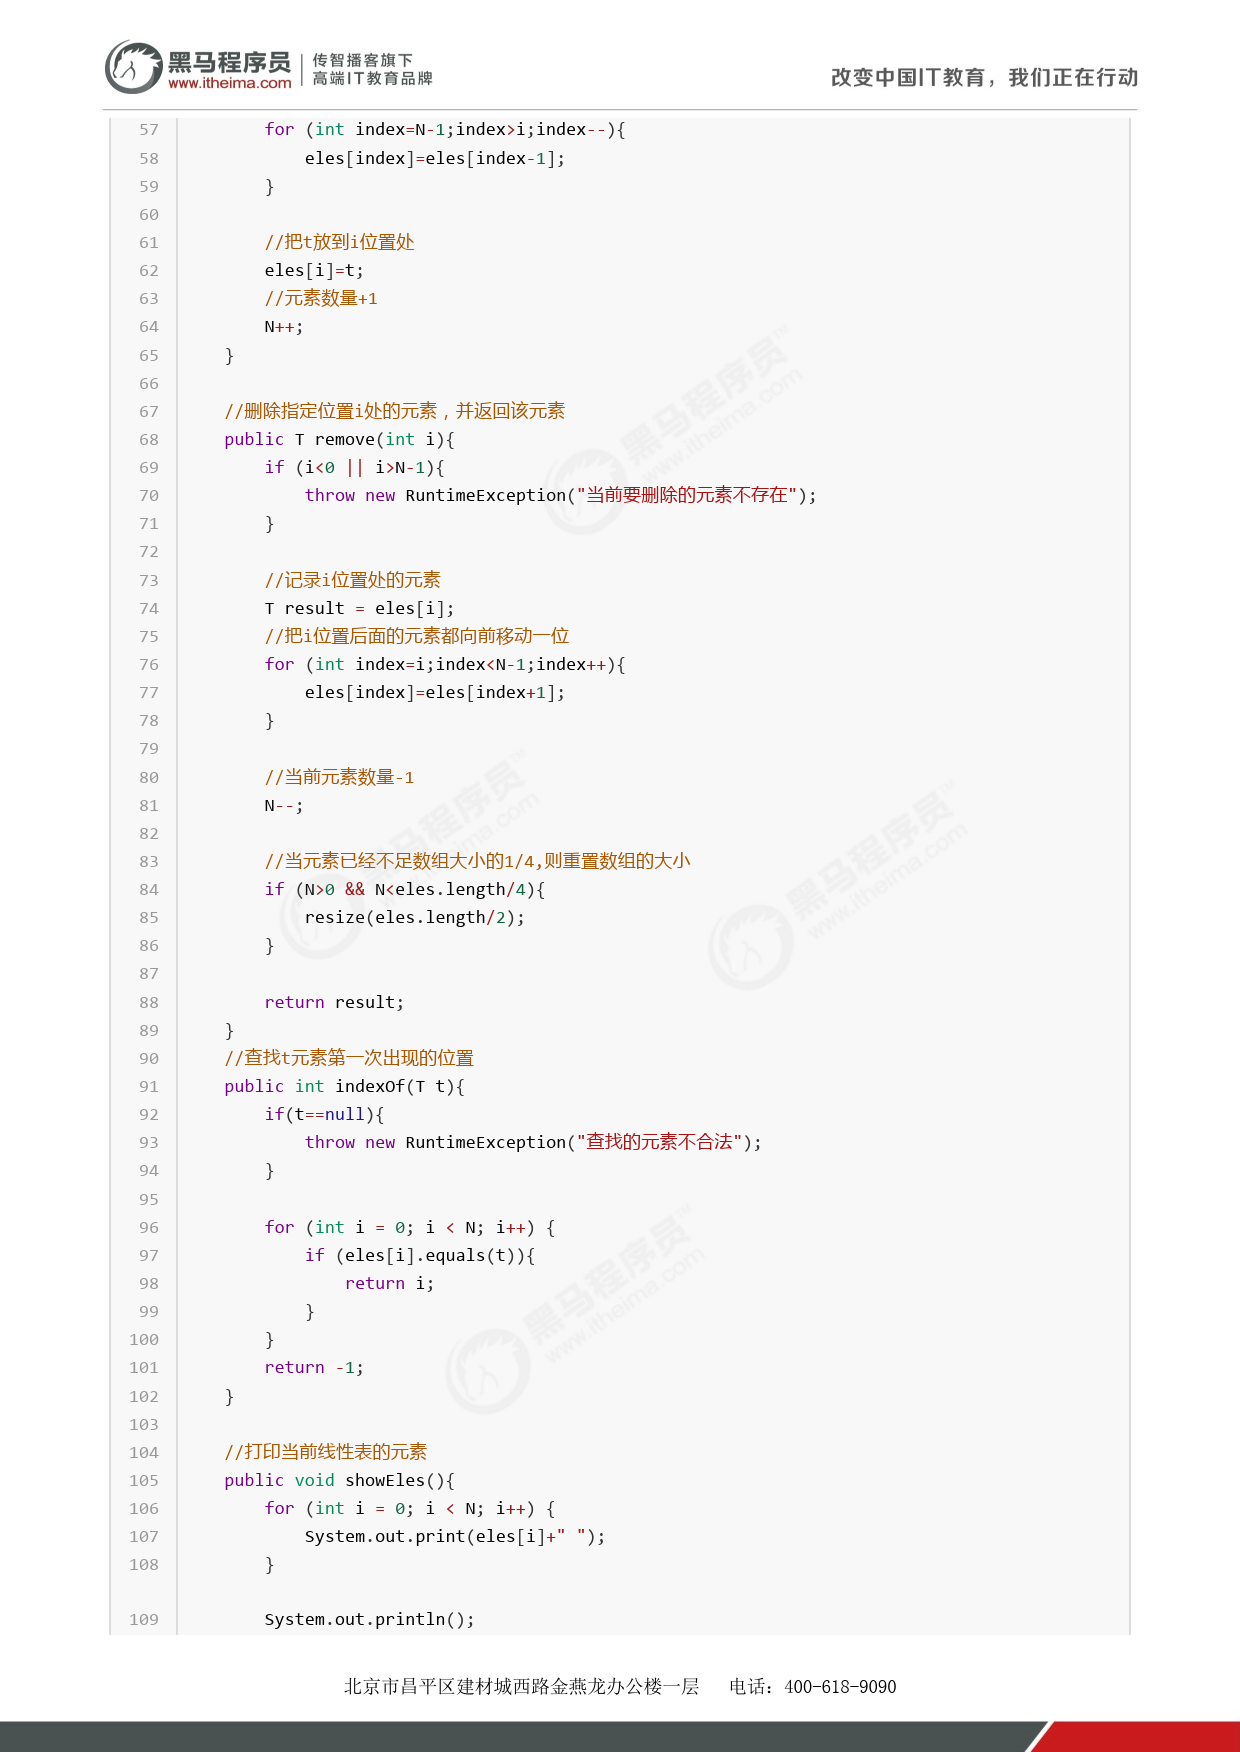 黑马程序员 传智播客旗下
www.itheima.com 高端IT教育品牌
改变中国IT教育，我们正在行动
57         for (int index=N-1;index>i;index--){
58             eles[index]=eles[index-1];
59         }
60
61         //把t放到i位置处
62         eles[i]=t;
63         //元素数量+1
64         N++;
65     }
66
67     //删除指定位置i处的元素，并返回该元素
68     public T remove(int i){
69         if (i<0 || i>N-1){
70             throw new RuntimeException("当前要删除的元素不存在");
71         }
72
73         //记录i位置处的元素
74         T result = eles[i];
75         //把i位置后面的元素都向前移动一位
76         for (int index=i;index<N-1;index++){
77             eles[index]=eles[index+1];
78         }
79
80         //当前元素数量-1
81         N--;
82
83         //当元素已经不足数组大小的1/4,则重置数组的大小
84         if (N>0 && N<eles.length/4){
85             resize(eles.length/2);
86         }
87
88         return result;
89     }
90     //查找t元素第一次出现的位置
91     public int indexOf(T t){
92         if(t==null){
93             throw new RuntimeException("查找的元素不合法");
94         }
95
96         for (int i = 0; i < N; i++) {
97             if (eles[i].equals(t)){
98                 return i;
99             }
100         }
101         return -1;
102     }
103
104     //打印当前线性表的元素
105     public void showEles(){
106         for (int i = 0; i < N; i++) {
107             System.out.print(eles[i]+" ");
108         }
109         System.out.println();
北京市昌平区建材城西路金燕龙办公楼一层 电话：400-618-9090